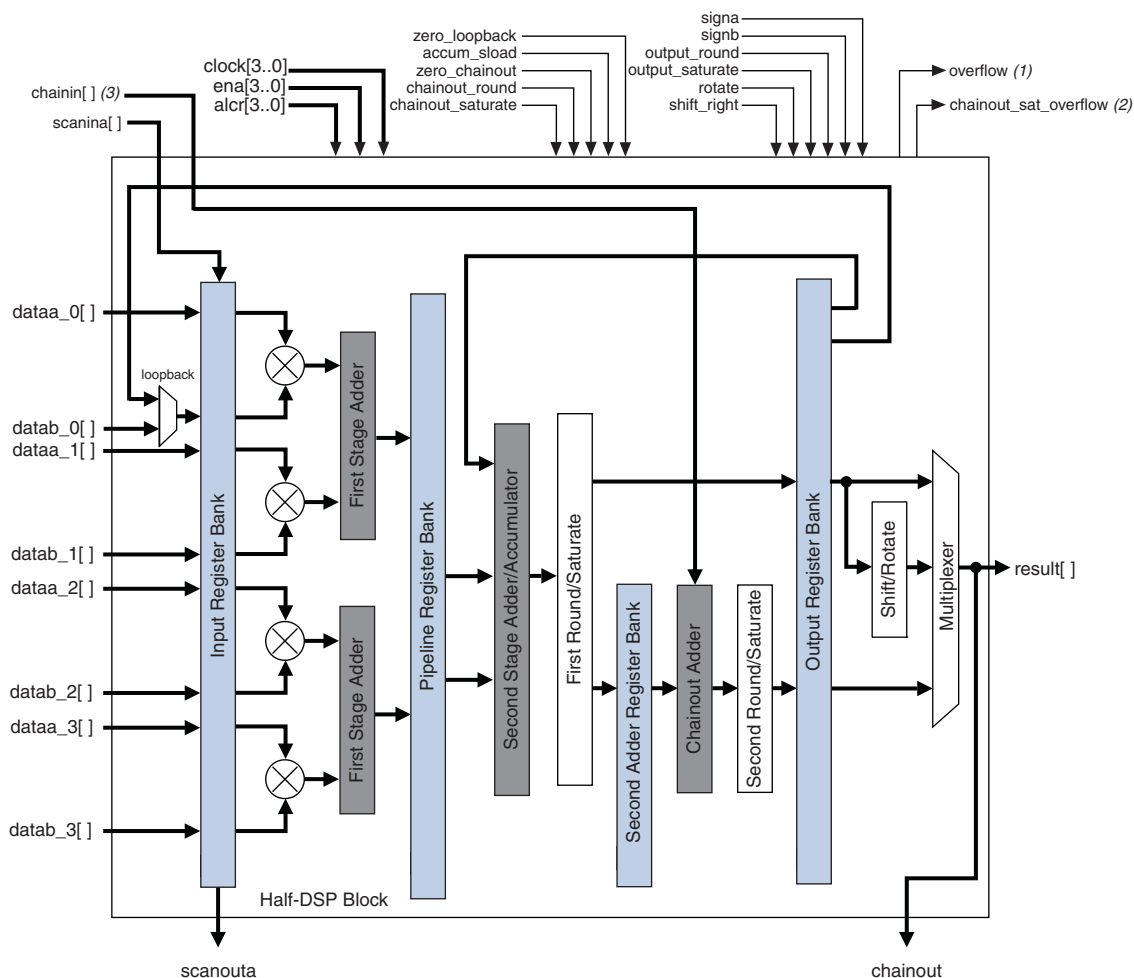 signa
signb
output_round
output_saturate
rotate
shift_right
zero_loopback
accum_sload
zero_chainout
chainout_round
chainout_saturate
clock[3..0]
ena[3..0]
alcr[3..0]
chainin[ ] (3)
scanina[ ]
overflow (1)
chainout_sat_overflow (2)
dataa_0[ ]
loopback
datab_0[ ]
dataa_1[ ]
datab_1[ ]
dataa_2[ ]
datab_2[ ]
dataa_3[ ]
datab_3[ ]
Input Register Bank
First Stage Adder
First Stage Adder
Pipeline Register Bank
Second Stage Adder/Accumulator
First Round/Saturate
Second Adder Register Bank
Chainout Adder
Second Round/Saturate
Output Register Bank
Shift/Rotate
Multiplexer
result[ ]
Half-DSP Block
scanouta
chainout